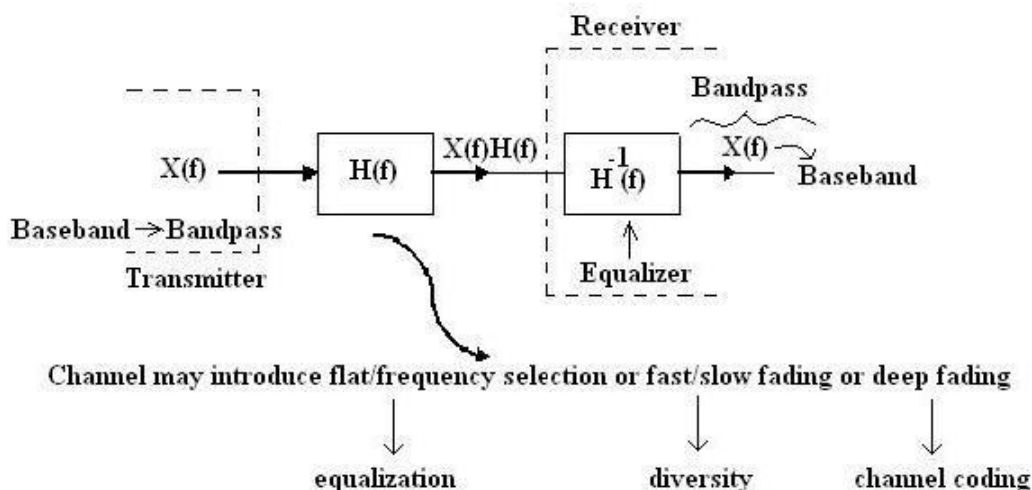 Receiver
Bandpass
X(f)
H(f)
X(f)H(f)
H⁻¹(f)
X(f)
Baseband
Baseband → Bandpass
Equalizer
Transmitter
Channel may introduce flat/frequency selection or fast/slow fading or deep fading
equalization
diversity
channel coding